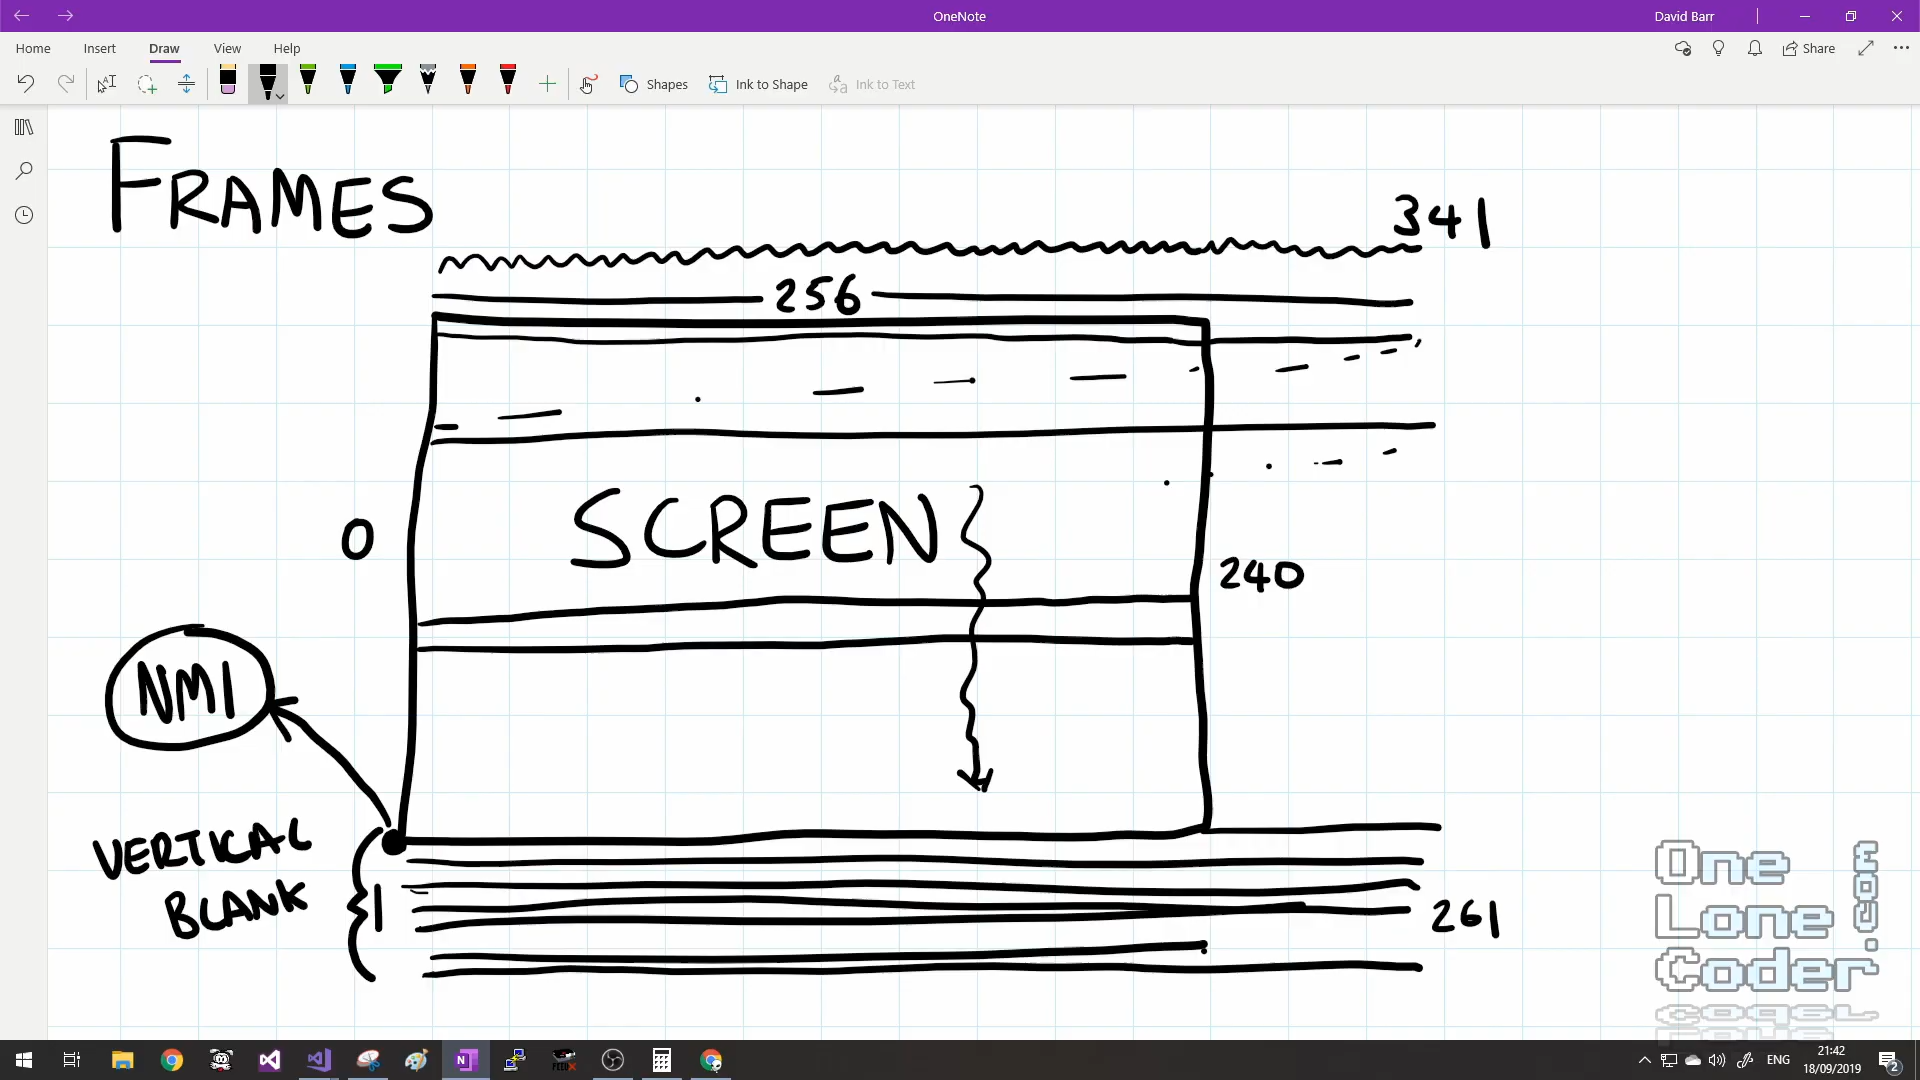 OneNote
David Barr
Home Insert Draw View Help
Share
Shapes
Ink to Shape
Ink to Text
FRAMES
341
256
SCREEN
0
240
NMI
VERTICAL
BLANK
1
261
One
Lone
Coder
.com
ENG
21:42
18/09/2019
2